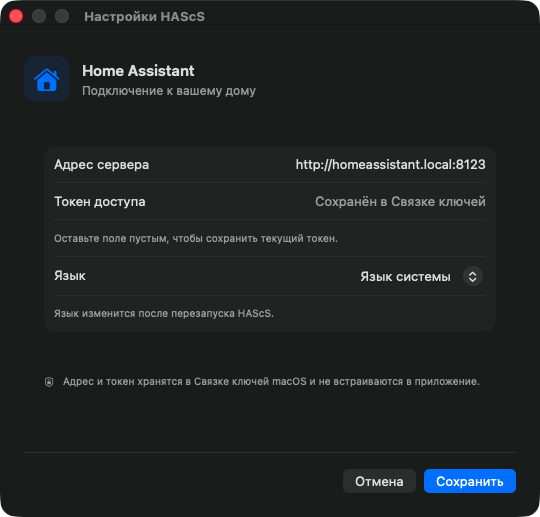 Настройки HAScS
Home Assistant
Подключение к вашему дому
Адрес сервера
http://homeassistant.local:8123
Токен доступа
Сохранён в Связке ключей
Оставьте поле пустым, чтобы сохранить текущий токен.
Язык
Язык системы
Язык изменится после перезапуска HAScS.
Адрес и токен хранятся в Связке ключей macOS и не встраиваются в приложение.
Отмена
Сохранить